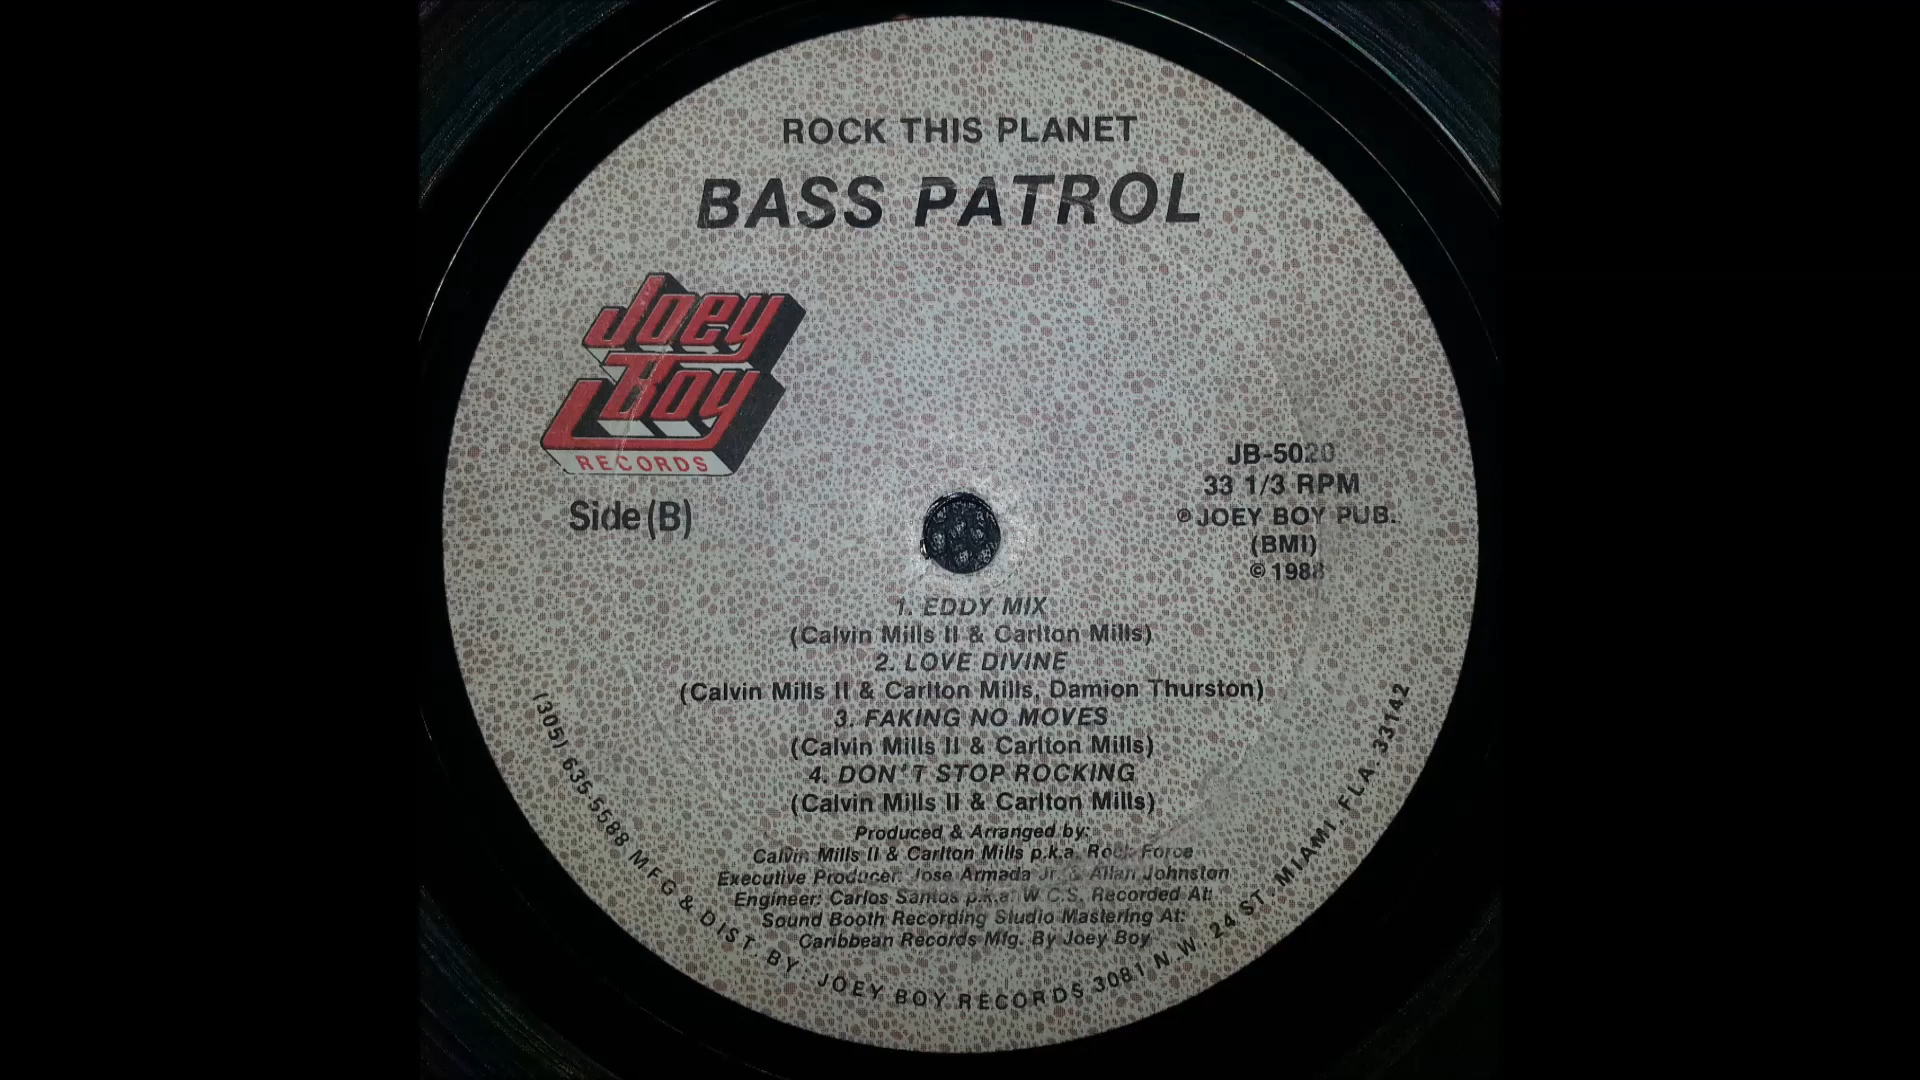 ROCK THIS PLANET
BASS PATROL
Joey
Boy
RECORDS
Side (B)
JB-5020
33 1/3 RPM
℗ JOEY BOY PUB.
(BMI)
© 1988
1. EDDY MIX
(Calvin Mills II & Carlton Mills)
2. LOVE DIVINE
(Calvin Mills II & Carlton Mills, Damion Thurston)
3. FAKING NO MOVES
(Calvin Mills II & Carlton Mills)
4. DON'T STOP ROCKING
(Calvin Mills II & Carlton Mills)
Produced & Arranged by:
Calvin Mills II & Carlton Mills p.k.a. Rock Force
Executive Producer: Jose Armada Jr. & Allan Johnston
Engineer: Carlos Santos p.k.a. W.C.S. Recorded At:
Sound Booth Recording Studio Mastering At:
Caribbean Records Mfg. By Joey Boy
(305) 635-5588 MFG & DIST. BY: JOEY BOY RECORDS 3081 N.W. 24 ST. MIAMI, FLA. 33142